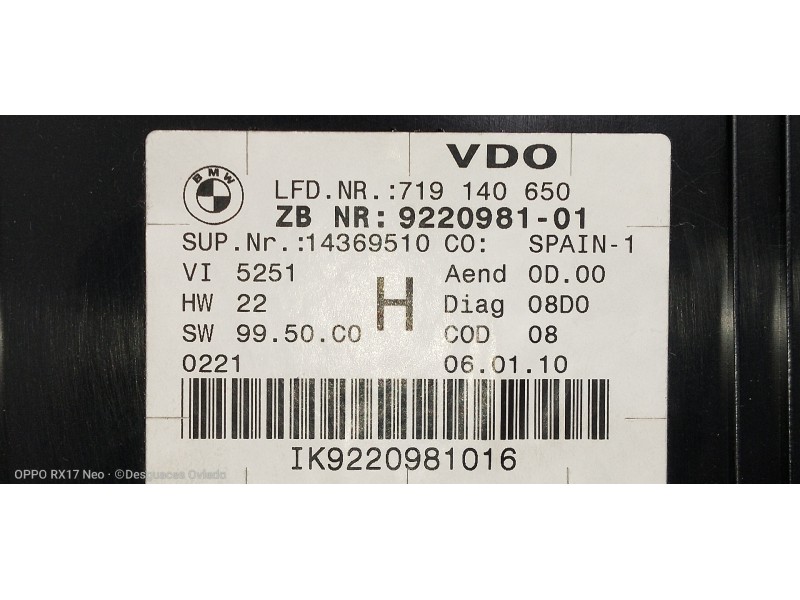 VDO
BMW
LFD.NR.:719 140 650
ZB NR: 9220981-01
SUP.Nr.:14369510 CO: SPAIN-1
VI 5251 Aend 0D.00
HW 22 H Diag 08D0
SW 99.50.C0 COD 08
0221 06.01.10
IK9220981016
OPPO RX17 Neo · ©Desguaces Oviedo